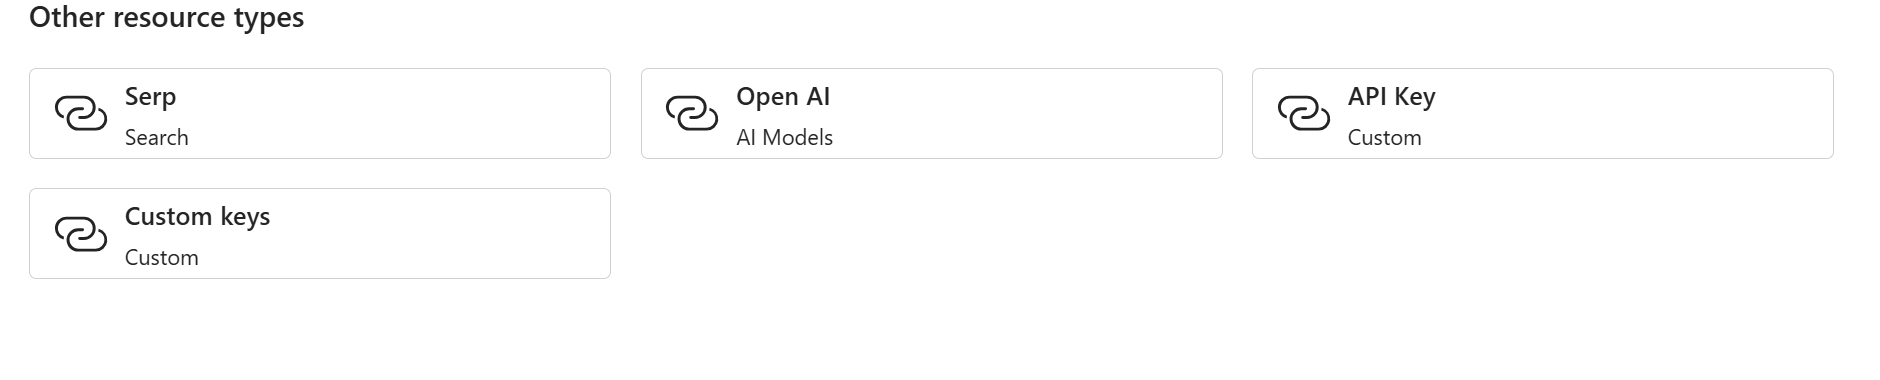 Other resource types
Serp
Search
Open AI
AI Models
API Key
Custom
Custom keys
Custom